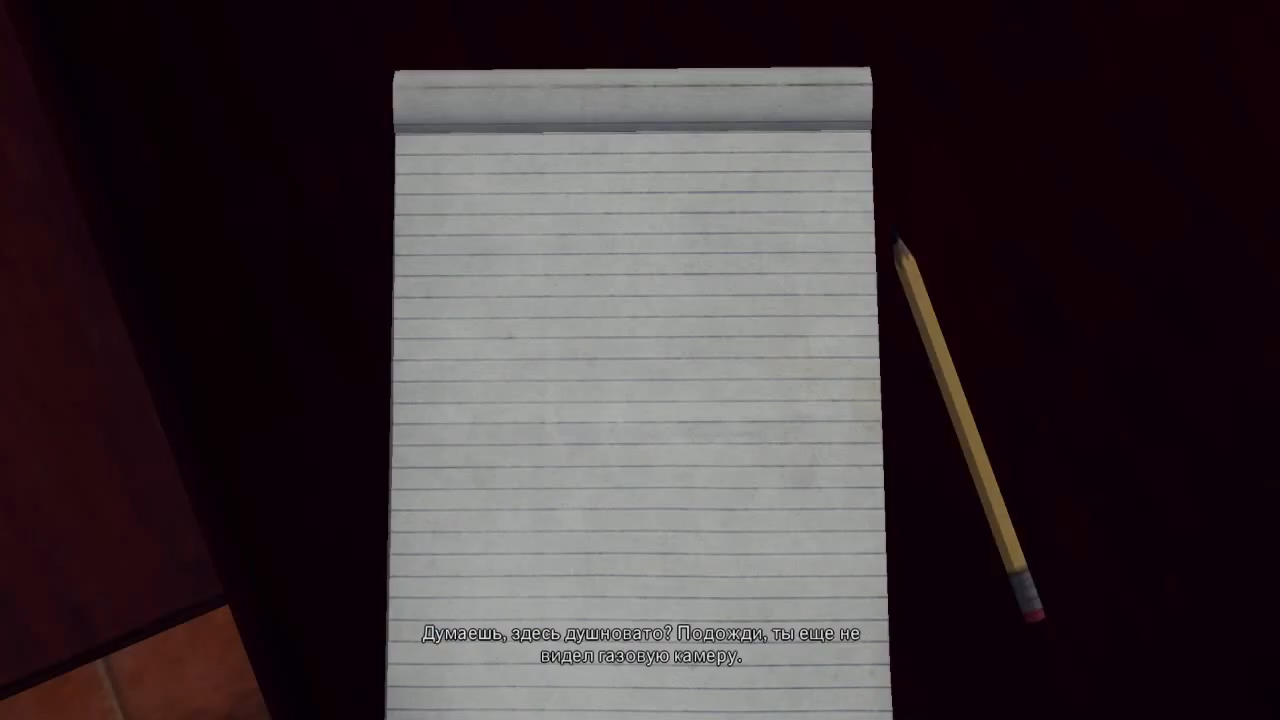 Думаешь, здесь душновато? Подожди, ты еще не
видел газовую камеру.